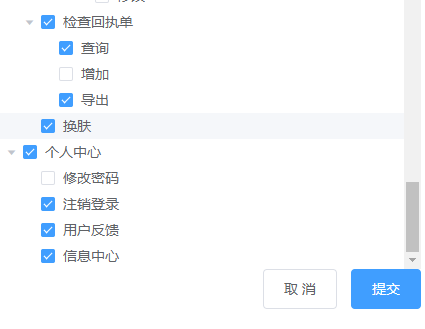 检查回执单
查询
增加
导出
换肤
个人中心
修改密码
注销登录
用户反馈
信息中心
取 消 提交